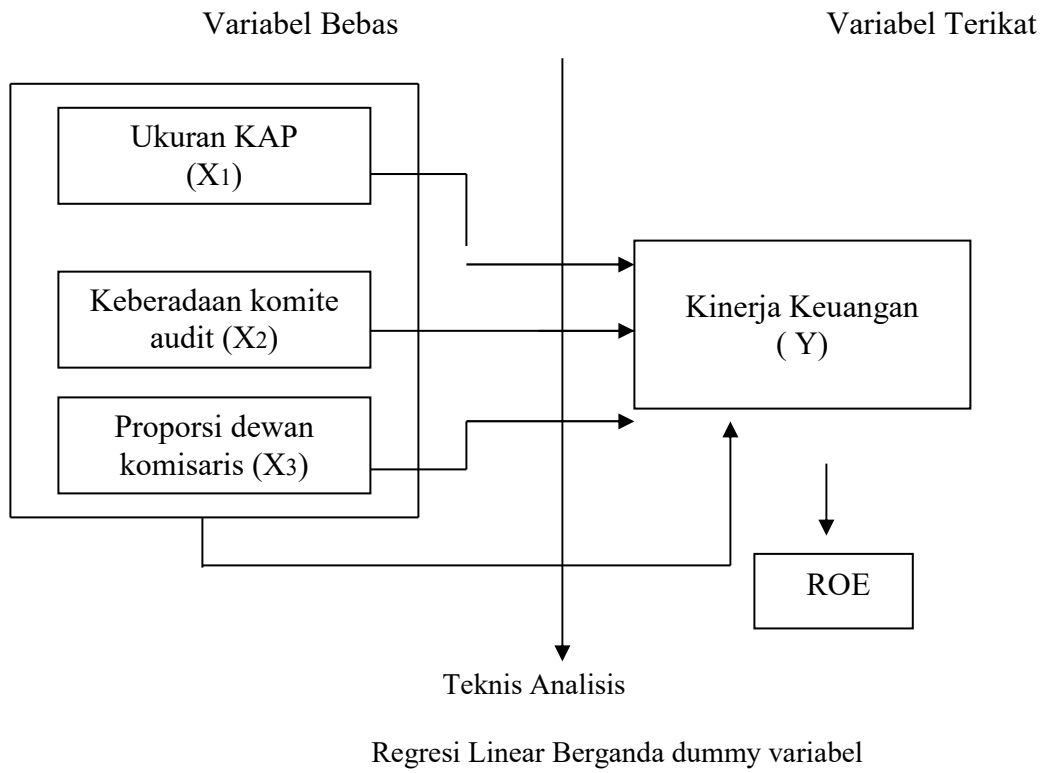 Variabel Bebas
Variabel Terikat
Ukuran KAP
(X1)
Keberadaan komite
audit (X2)
Proporsi dewan
komisaris (X3)
Kinerja Keuangan
( Y)
ROE
Teknis Analisis
Regresi Linear Berganda dummy variabel